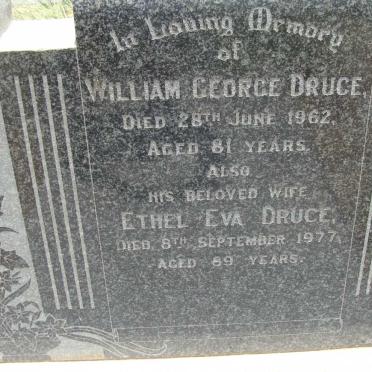 In Loving Memory
of
WILLIAM GEORGE DRUCE,
DIED 28TH JUNE 1962,
AGED 81 YEARS.
ALSO
HIS BELOVED WIFE
ETHEL EVA DRUCE,
DIED 8TH SEPTEMBER 1977
AGED 89 YEARS.